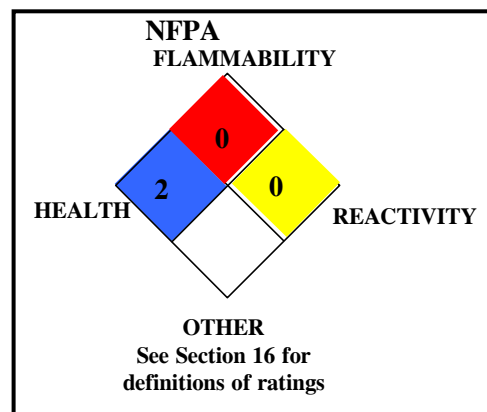 NFPA
FLAMMABILITY
0
2
0
HEALTH
REACTIVITY
OTHER
See Section 16 for
definitions of ratings